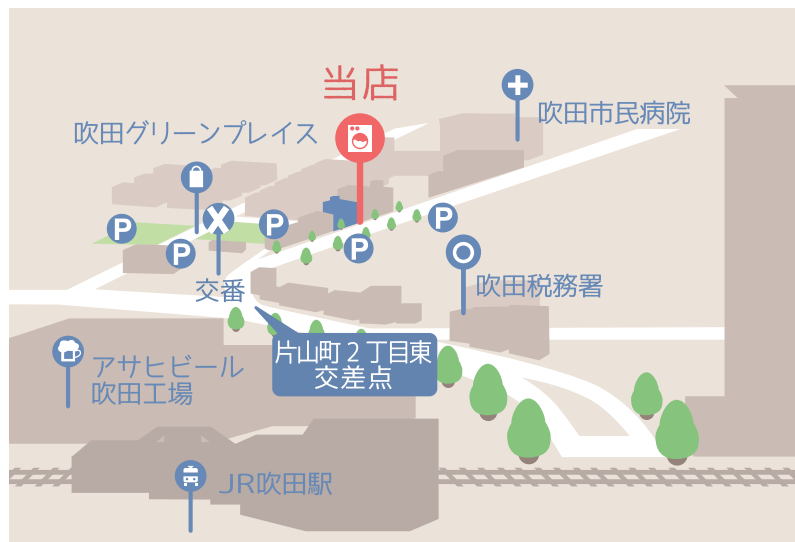 当店
吹田市民病院
吹田グリーンプレイス
P
P
P
P
P
交番
吹田税務署
片山町2丁目東
交差点
アサヒビール
吹田工場
JR吹田駅